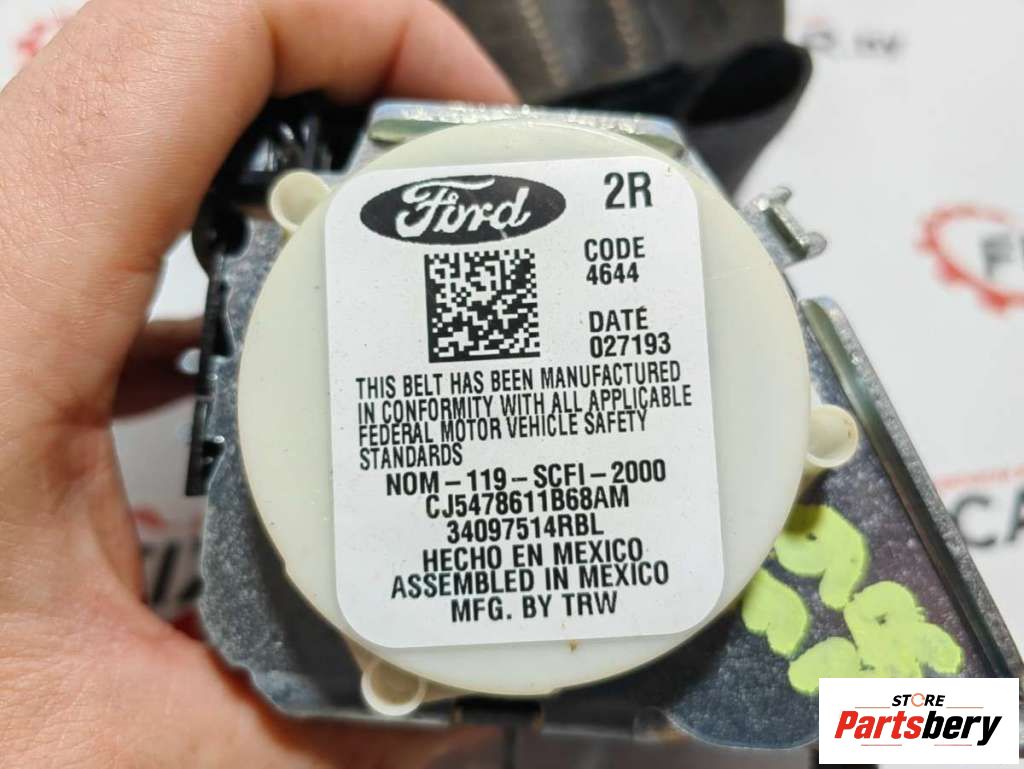 Ford
2R
CODE
4644
DATE
027193
THIS BELT HAS BEEN MANUFACTURED
IN CONFORMITY WITH ALL APPLICABLE
FEDERAL MOTOR VEHICLE SAFETY
STANDARDS
NOM-119-SCFI-2000
CJ5478611B68AM
34097514RBL
HECHO EN MEXICO
ASSEMBLED IN MEXICO
MFG. BY TRW
STORE
Partsbery